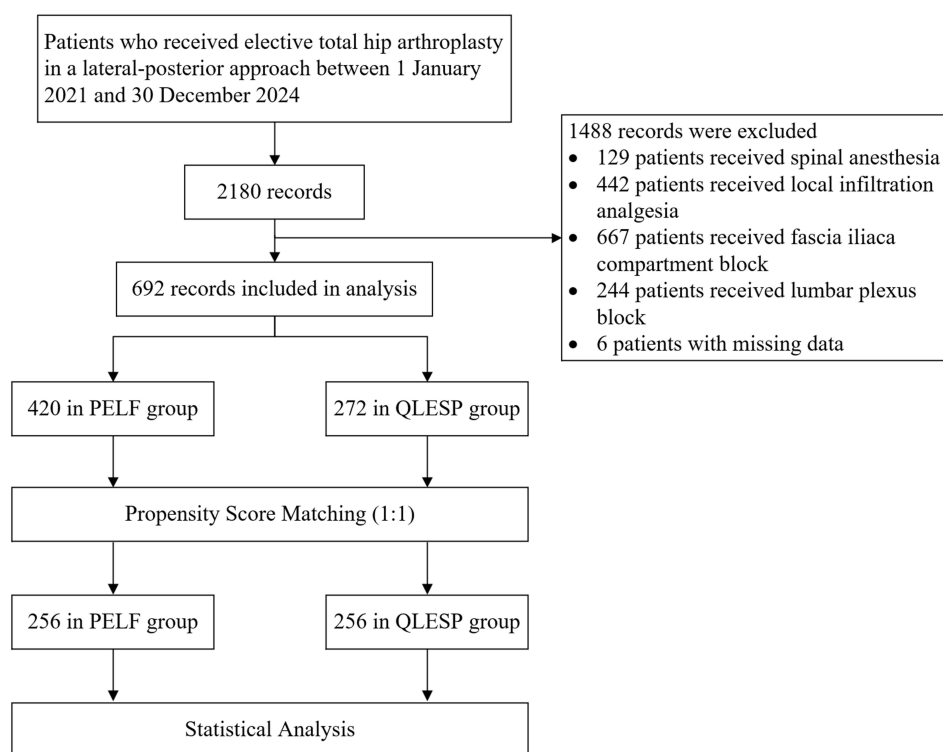 Patients who received elective total hip arthroplasty
in a lateral-posterior approach between 1 January
2021 and 30 December 2024
2180 records
1488 records were excluded
• 129 patients received spinal anesthesia
• 442 patients received local infiltration
analgesia
• 667 patients received fascia iliaca
compartment block
• 244 patients received lumbar plexus
block
• 6 patients with missing data
692 records included in analysis
420 in PELF group
272 in QLESP group
Propensity Score Matching (1:1)
256 in PELF group
256 in QLESP group
Statistical Analysis